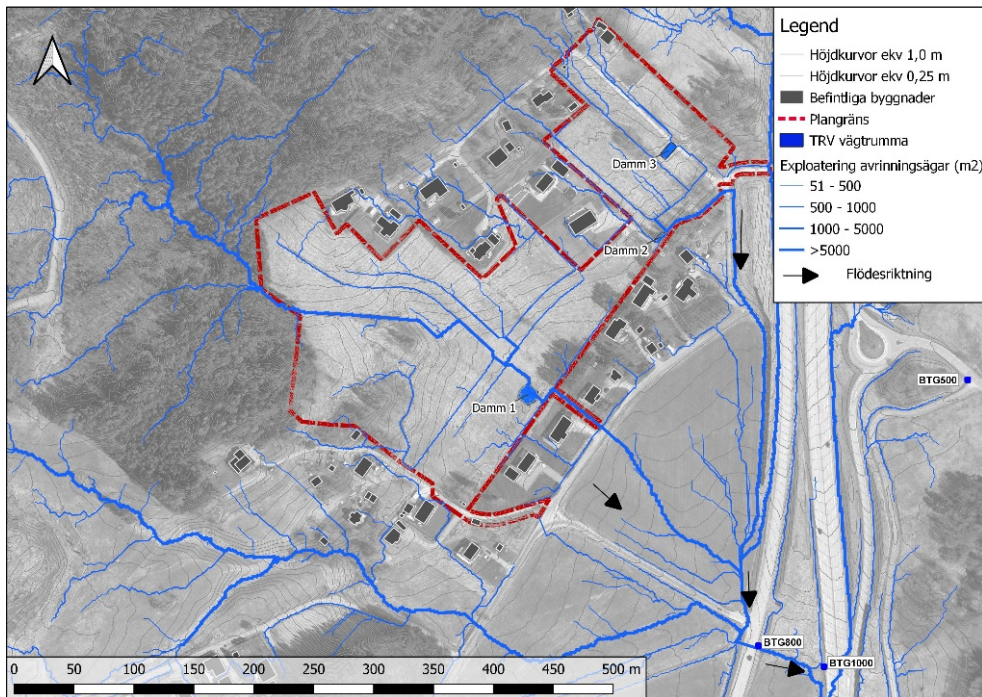 Legend
Höjdkurvor ekv 1,0 m
Höjdkurvor ekv 0,25 m
Befintliga byggnader
Plangräns
TRV vägtrumma
Exploatering avrinningsägar (m2)
51 - 500
500 - 1000
1000 - 5000
>5000
Flödesriktning
Damm 3
Damm 2
Damm 1
BTG500
BTG800
BTG1000
0 50 100 150 200 250 300 350 400 450 500 m